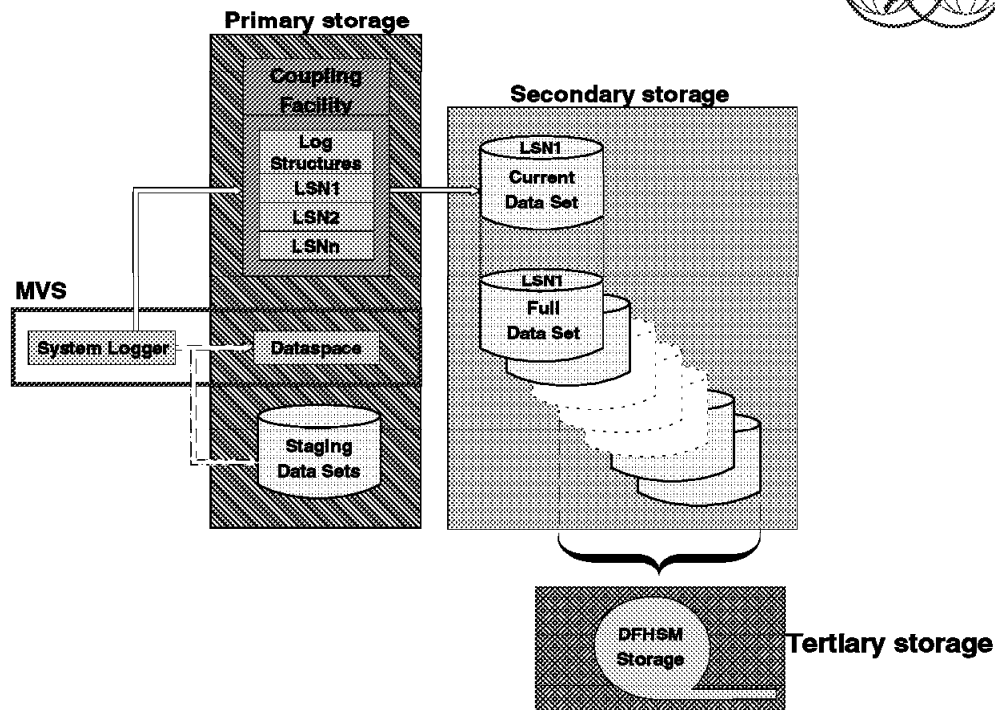 Primary storage
Coupling
Facility
Log
Structures
LSN1
LSN2
LSNn
Secondary storage
LSN1
Current
Data Set
LSN1
Full
Data Set
MVS
System Logger
Dataspace
Staging
Data Sets
DFHSM
Storage
Tertiary storage